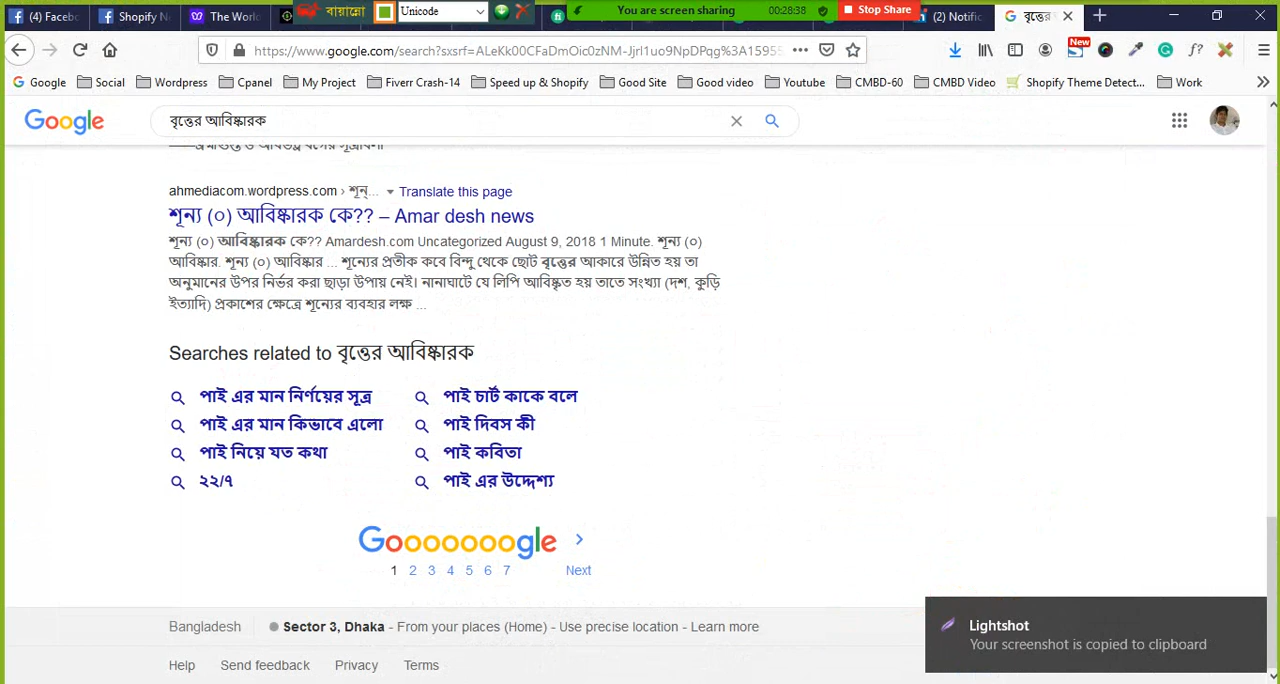 (4) Faceb
Shopify N
The World
বায়ান্নো
Unicode
You are screen sharing
00:28:38
Stop Share
(2) Notific
বৃত্তের
https://www.google.com/search?sxsrf=ALeKk00CFaDmOic0zNM-Jjrl1uo9NpDPqg%3A15955
New
Google Social Wordpress Cpanel My Project Fiverr Crash-14 Speed up & Shopify Good Site Good video Youtube CMBD-60 CMBD Video Shopify Theme Detect... Work
Google বৃত্তের আবিষ্কারক
ahmediacom.wordpress.com › শূন্... Translate this page
শূন্য (০) আবিষ্কারক কে?? – Amar desh news
শূন্য (০) আবিষ্কারক কে?? Amardesh.com Uncategorized August 9, 2018 1 Minute. শূন্য (০)
আবিষ্কার. শূন্য (০) আবিষ্কার ... শূন্যের প্রতীক কবে বিন্দু থেকে ছোট বৃত্তের আকারে উন্নিত হয় তা
অনুমানের উপর নির্ভর করা ছাড়া উপায় নেই। নানাঘাটে যে লিপি আবিষ্কৃত হয় তাতে সংখ্যা (দশ, কুড়ি
ইত্যাদি) প্রকাশের ক্ষেত্রে শূন্যের ব্যবহার লক্ষ ...
Searches related to বৃত্তের আবিষ্কারক
পাই এর মান নির্ণয়ের সূত্র পাই চার্ট কাকে বলে
পাই এর মান কিভাবে এলো পাই দিবস কী
পাই নিয়ে যত কথা পাই কবিতা
২২/৭ পাই এর উদ্দেশ্য
Goooooooogle
1 2 3 4 5 6 7 Next
Bangladesh Sector 3, Dhaka - From your places (Home) - Use precise location - Learn more
Help Send feedback Privacy Terms
Lightshot
Your screenshot is copied to clipboard